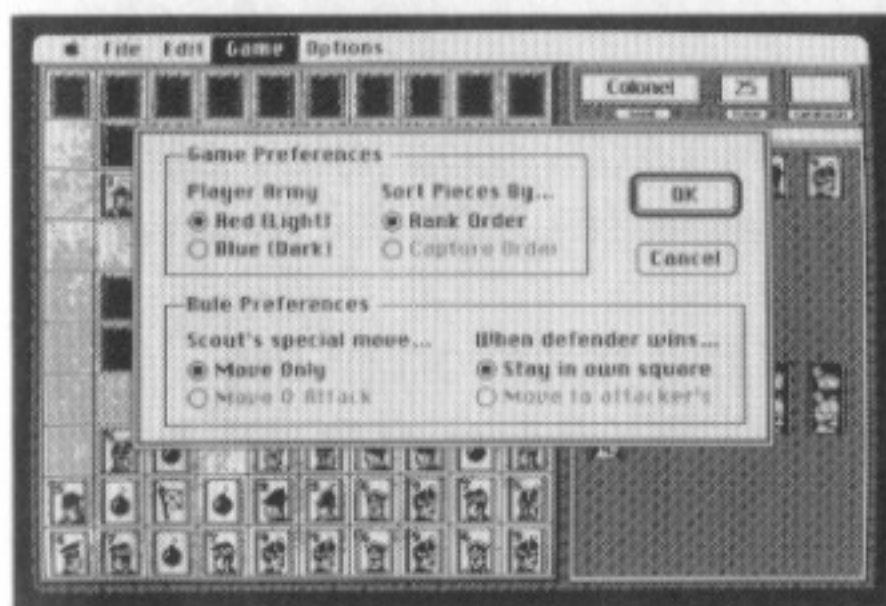 File Edit Game Options
Colonel 25
Game Preferences
Player Army Sort Pieces By...
Red (Light) Rank Order
Blue (Dark) Capture Order
OK
Cancel
Rule Preferences
Scout's special move... When defender wins...
Move Only Stay in own square
Move & Attack Move to attacker's